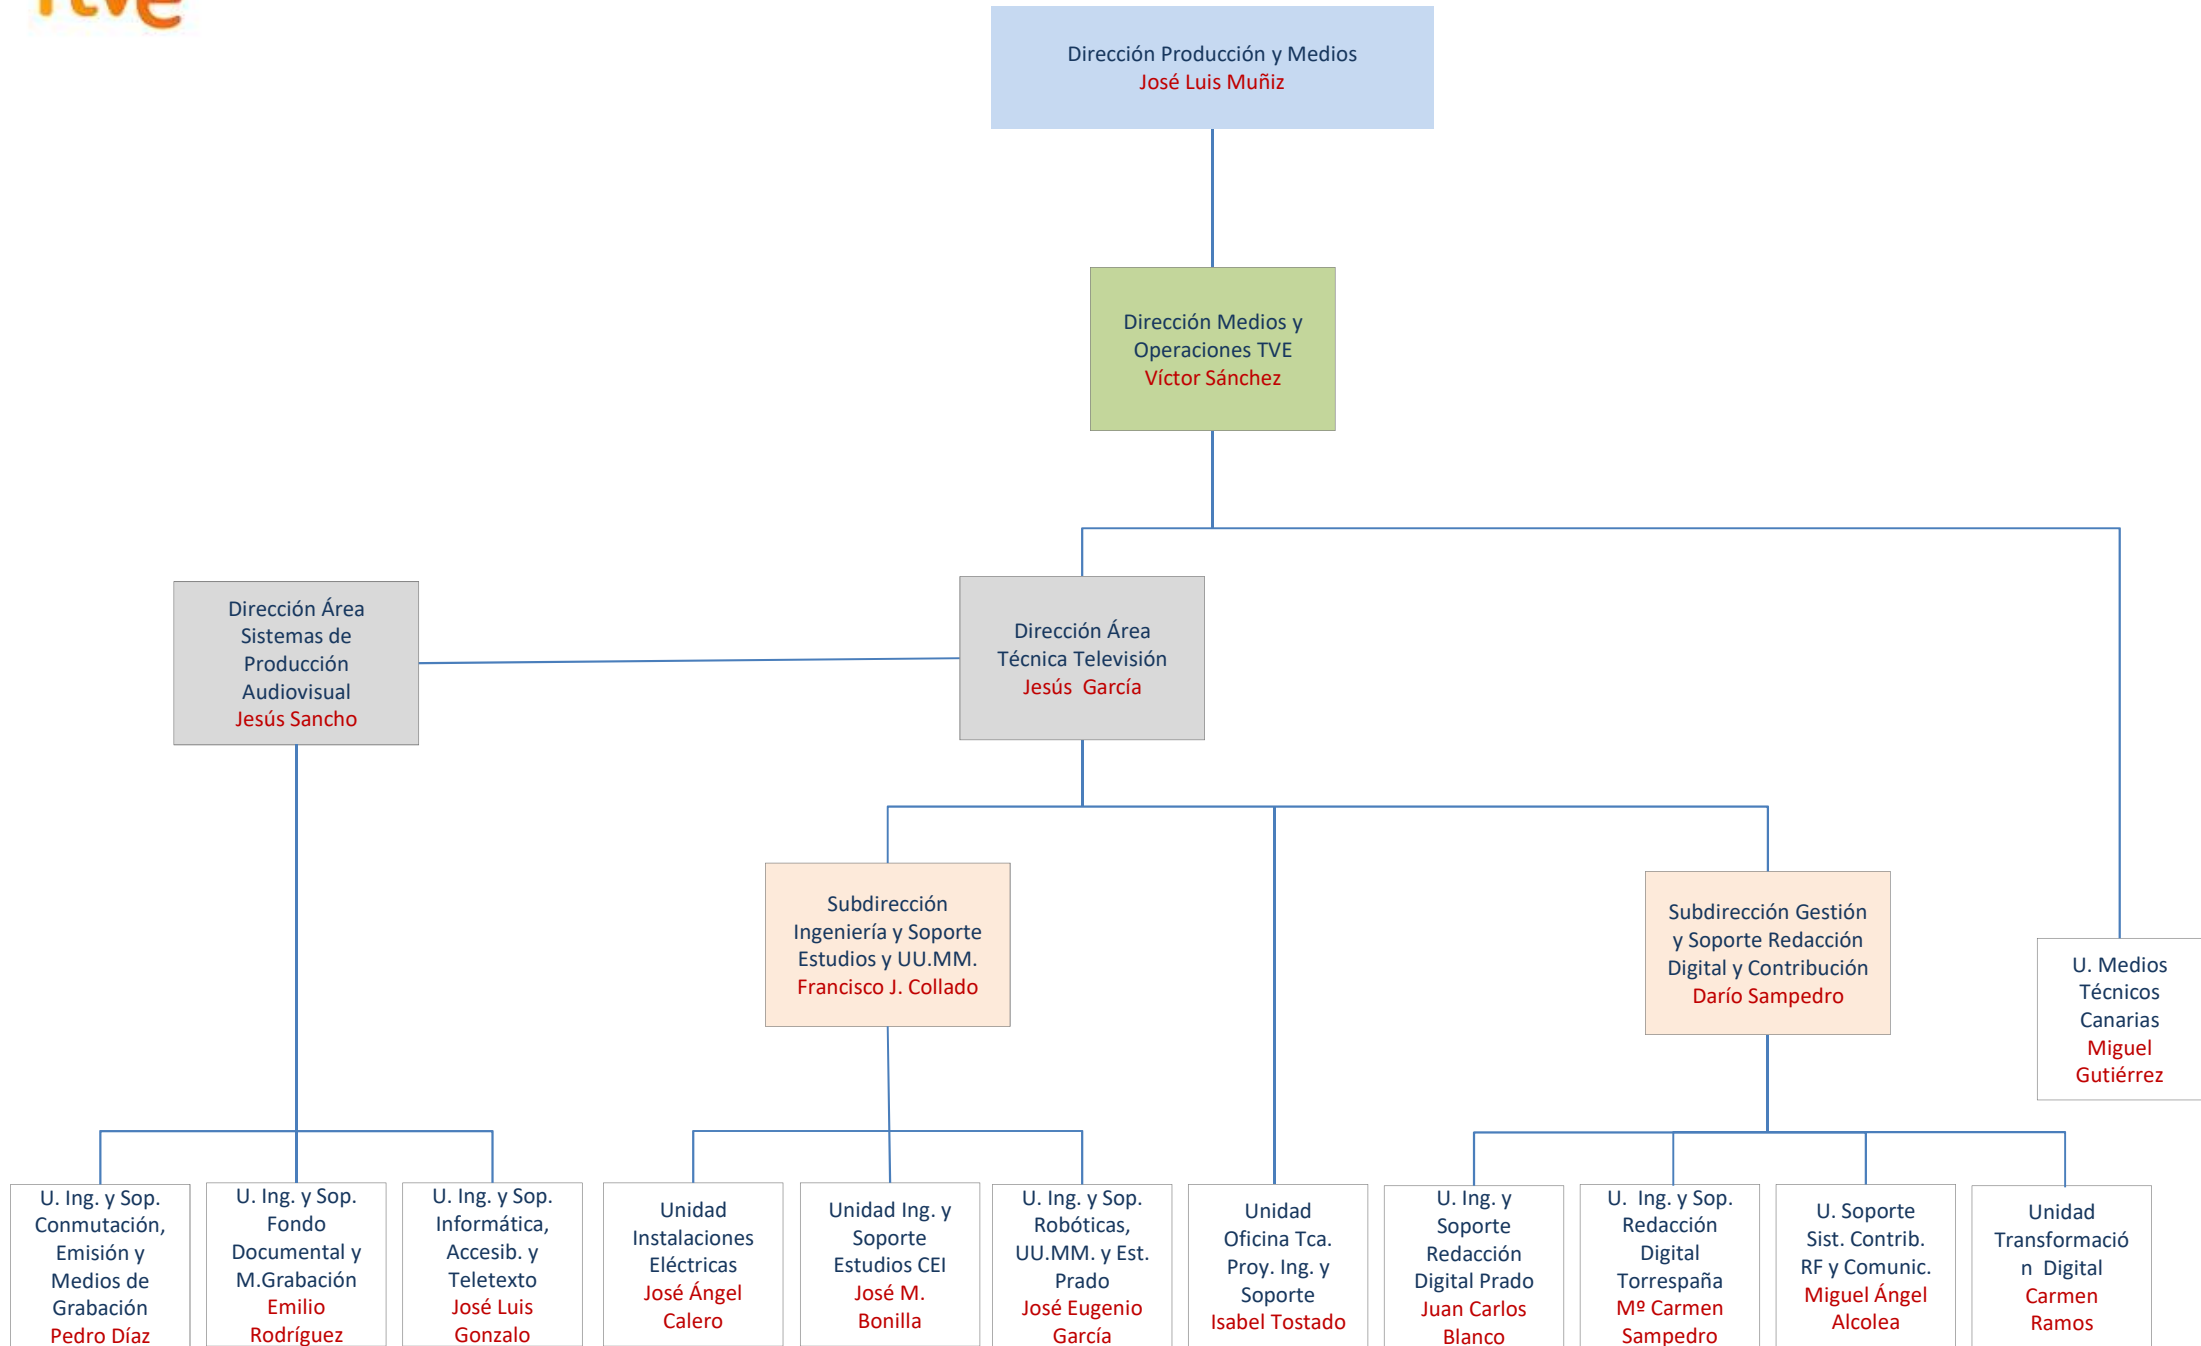 rtve
Dirección Producción y Medios
José Luis Muñiz
Dirección Medios y
Operaciones TVE
Víctor Sánchez
Dirección Área
Sistemas de
Producción
Audiovisual
Jesús Sancho
Dirección Área
Técnica Televisión
Jesús  García
Subdirección
Ingeniería y Soporte
Estudios y UU.MM.
Francisco J. Collado
Subdirección Gestión
y Soporte Redacción
Digital y Contribución
Darío Sampedro
U. Medios
Técnicos
Canarias
Miguel
Gutiérrez
U. Ing. y Sop.
Conmutación,
Emisión y
Medios de
Grabación
Pedro Díaz
U. Ing. y Sop.
Fondo
Documental y
M.Grabación
Emilio
Rodríguez
U. Ing. y Sop.
Informática,
Accesib. y
Teletexto
José Luis
Gonzalo
Unidad
Instalaciones
Eléctricas
José Ángel
Calero
Unidad Ing. y
Soporte
Estudios CEI
José M.
Bonilla
U. Ing. y Sop.
Robóticas,
UU.MM. y Est.
Prado
José Eugenio
García
Unidad
Oficina Tca.
Proy. Ing. y
Soporte
Isabel Tostado
U. Ing. y
Soporte
Redacción
Digital Prado
Juan Carlos
Blanco
U.  Ing. y Sop.
Redacción
Digital
Torrespaña
Mº Carmen
Sampedro
U. Soporte
Sist. Contrib.
RF y Comunic.
Miguel Ángel
Alcolea
Unidad
Transformació
n  Digital
Carmen
Ramos